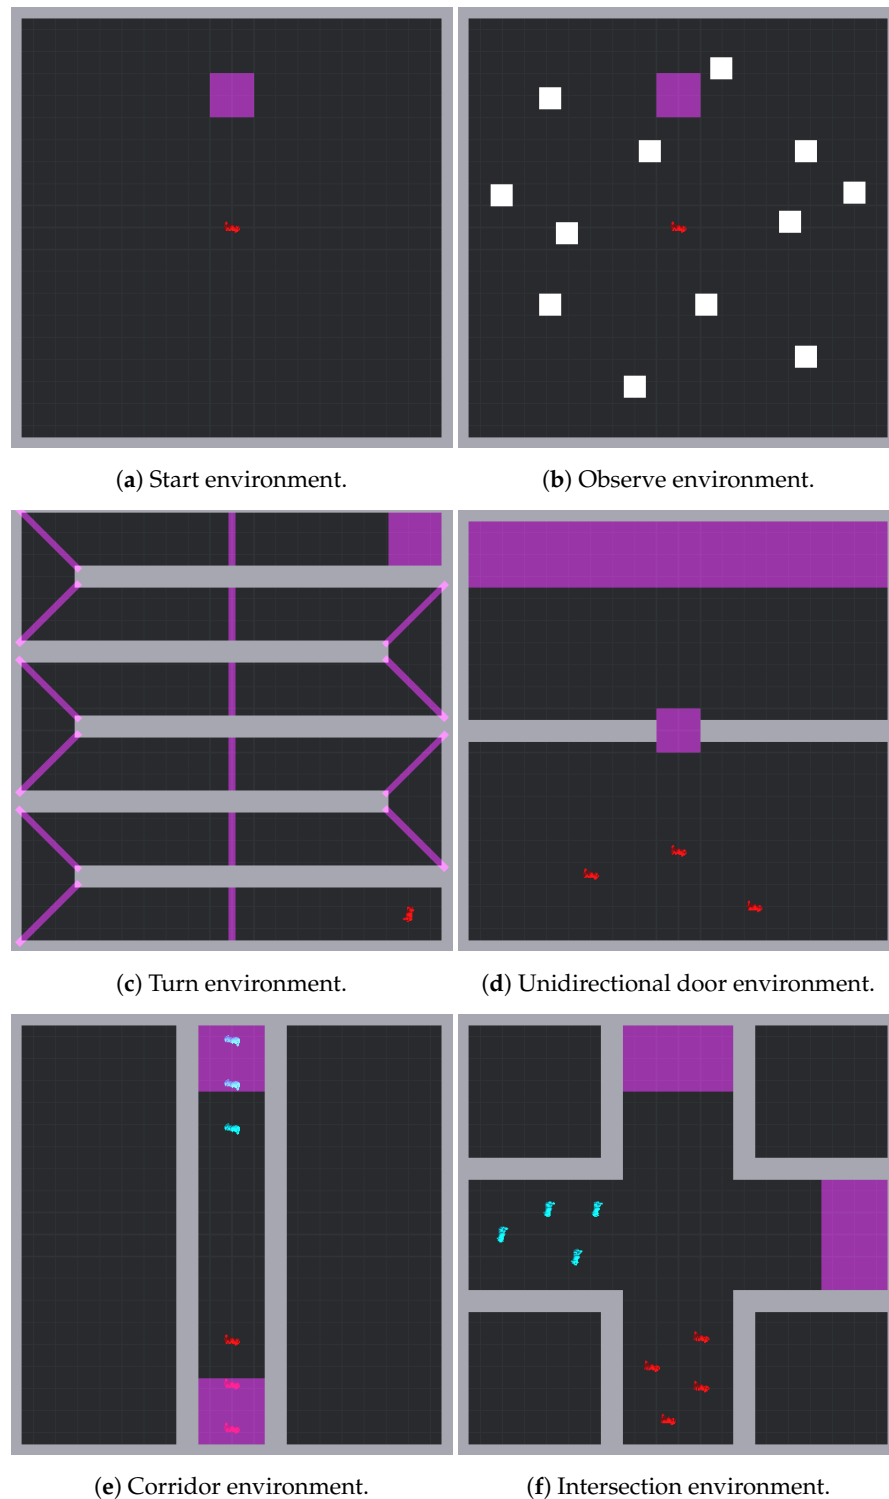 (a) Start environment.
(b) Observe environment.
(c) Turn environment.
(d) Unidirectional door environment.
(e) Corridor environment.
(f) Intersection environment.